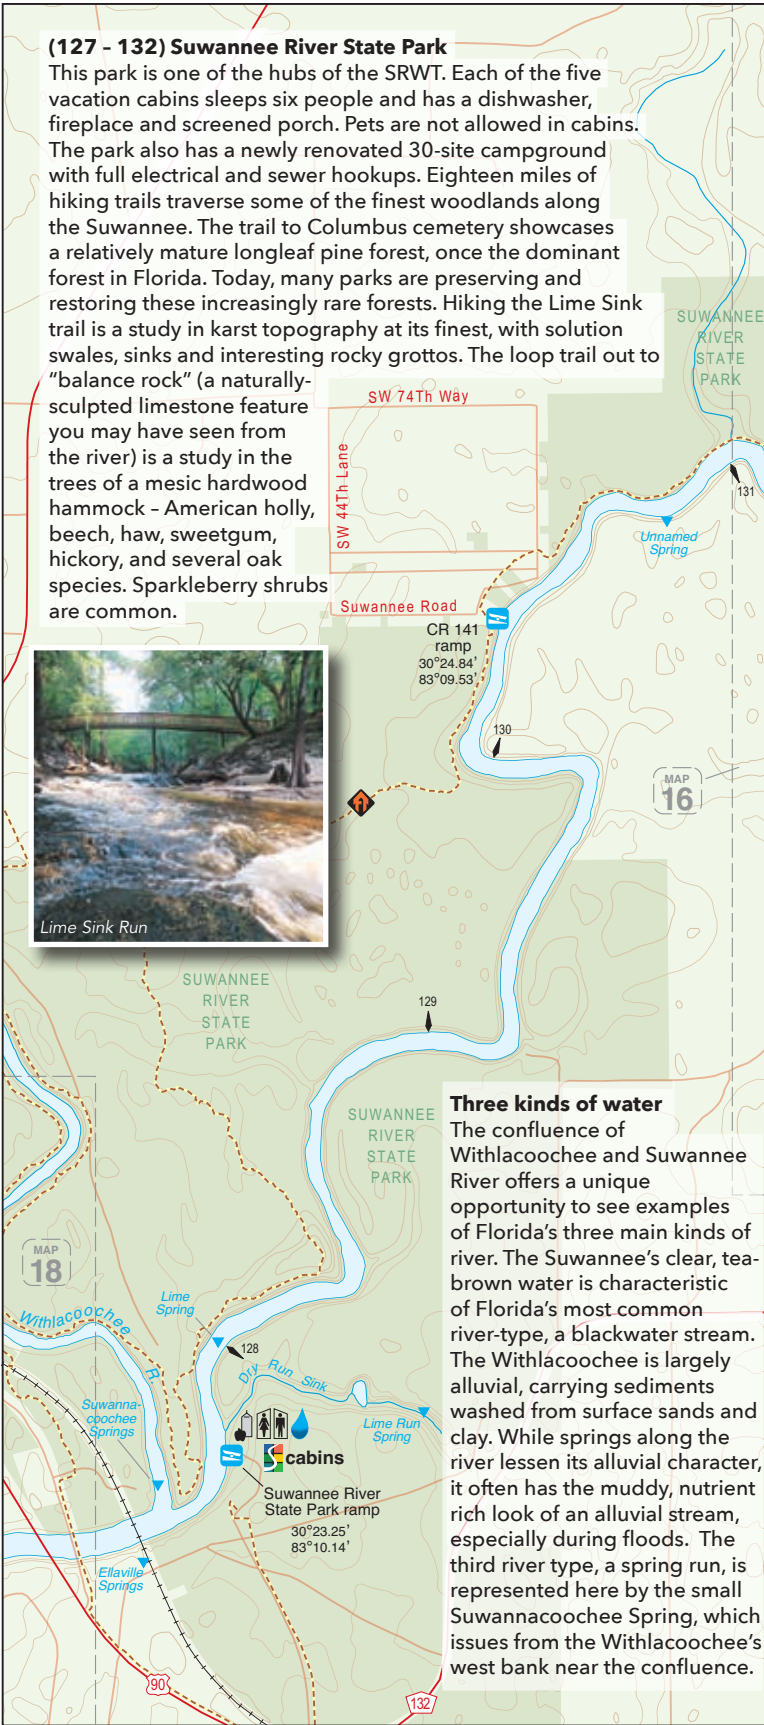 (127 – 132) Suwannee River State Park
This park is one of the hubs of the SRWT. Each of the five
vacation cabins sleeps six people and has a dishwasher,
fireplace and screened porch. Pets are not allowed in cabins.
The park also has a newly renovated 30-site campground
with full electrical and sewer hookups. Eighteen miles of
hiking trails traverse some of the finest woodlands along
the Suwannee. The trail to Columbus cemetery showcases
a relatively mature longleaf pine forest, once the dominant
forest in Florida. Today, many parks are preserving and
restoring these increasingly rare forests. Hiking the Lime Sink
trail is a study in karst topography at its finest, with solution
swales, sinks and interesting rocky grottos. The loop trail out to
“balance rock” (a naturally-
sculpted limestone feature
you may have seen from
the river) is a study in the
trees of a mesic hardwood
hammock – American holly,
beech, haw, sweetgum,
hickory, and several oak
species. Sparkleberry shrubs
are common.
SUWANNEE
RIVER
STATE
PARK
SW 74Th Way
SW 44Th Lane
131
Unnamed
Spring
Suwannee Road
CR 141
ramp
30°24.84’
83°09.53’
130
MAP
16
Lime Sink Run
SUWANNEE
RIVER
STATE
PARK
129
SUWANNEE
RIVER
STATE
PARK
MAP
18
Withlacoochee R.
Lime
Spring
128
Dry Run Sink
Suwanna-
coochee
Springs
Lime Run
Spring
cabins
Suwannee River
State Park ramp
30°23.25’
83°10.14’
Ellaville
Springs
90
132
Three kinds of water
The confluence of
Withlacoochee and Suwannee
River offers a unique
opportunity to see examples
of Florida’s three main kinds of
river. The Suwannee’s clear, tea-
brown water is characteristic
of Florida’s most common
river-type, a blackwater stream.
The Withlacoochee is largely
alluvial, carrying sediments
washed from surface sands and
clay. While springs along the
river lessen its alluvial character,
it often has the muddy, nutrient
rich look of an alluvial stream,
especially during floods. The
third river type, a spring run, is
represented here by the small
Suwannacoochee Spring, which
issues from the Withlacoochee’s
west bank near the confluence.